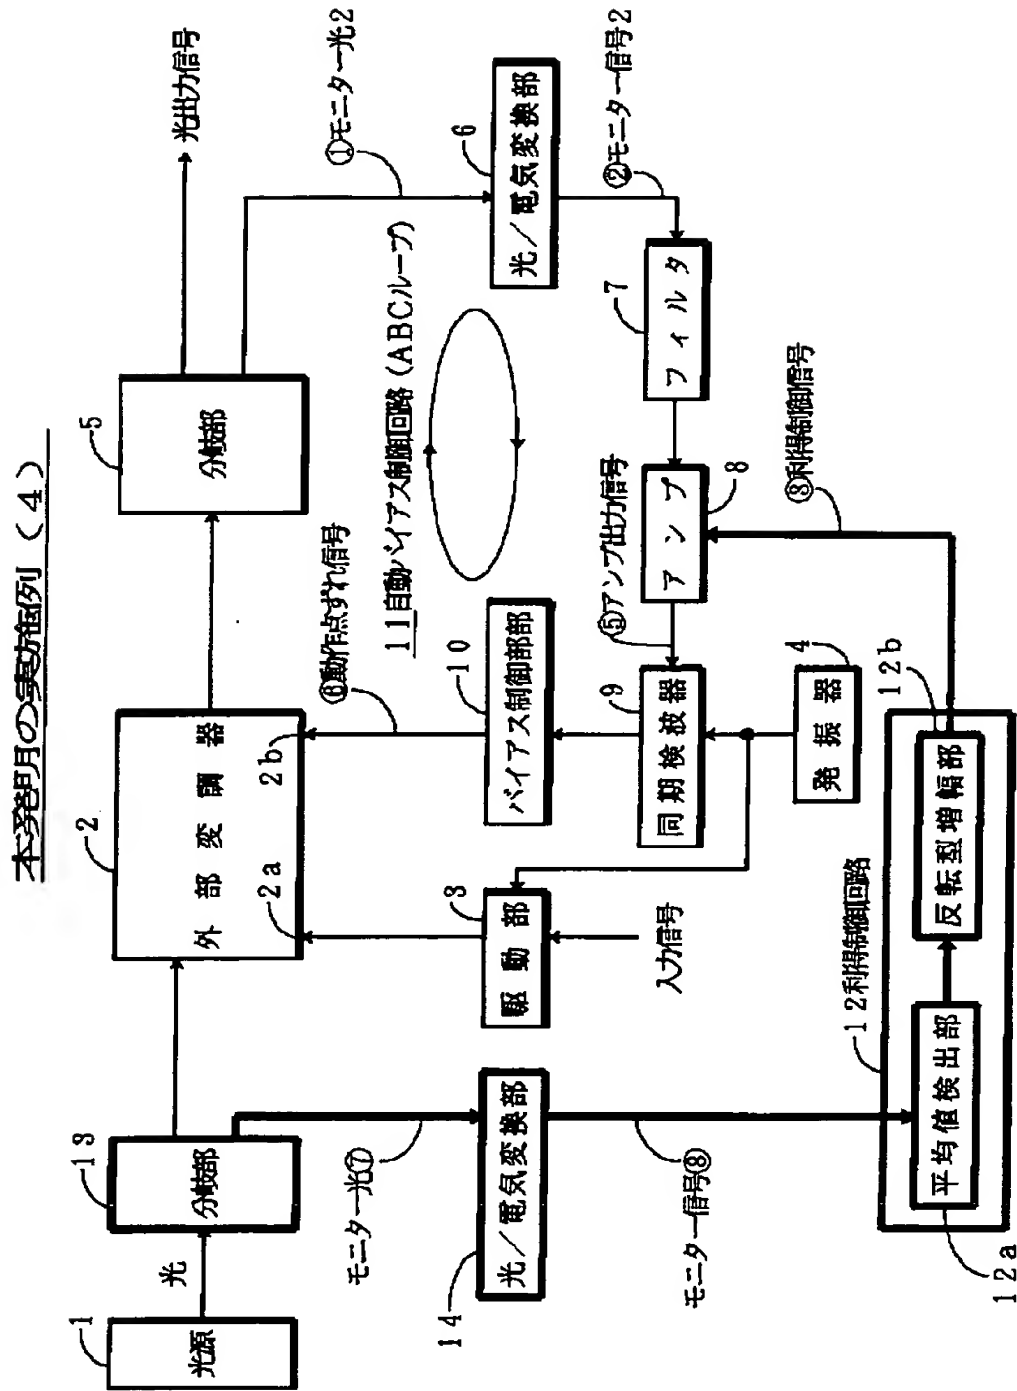 本発明の実施例（４）
1
光源
光
13
分岐部
2
外部変調器
2a
2b
5
分岐部
光出力信号
モニター光⑦
14
光／電気変換部
モニター信号⑧
3
駆動部
入力信号
⑥動作点ずれ信号
10
バイアス制御部部
11自動バイアス制御回路（ABCループ）
①モニター光2
6
光／電気変換部
②モニター信号2
9
同期検波器
⑤アンプ出力信号
アンプ
8
7
フィルタ
4
発振器
③利得制御信号
12利得制御回路
12a
平均値検出部
12b
反転型増幅部